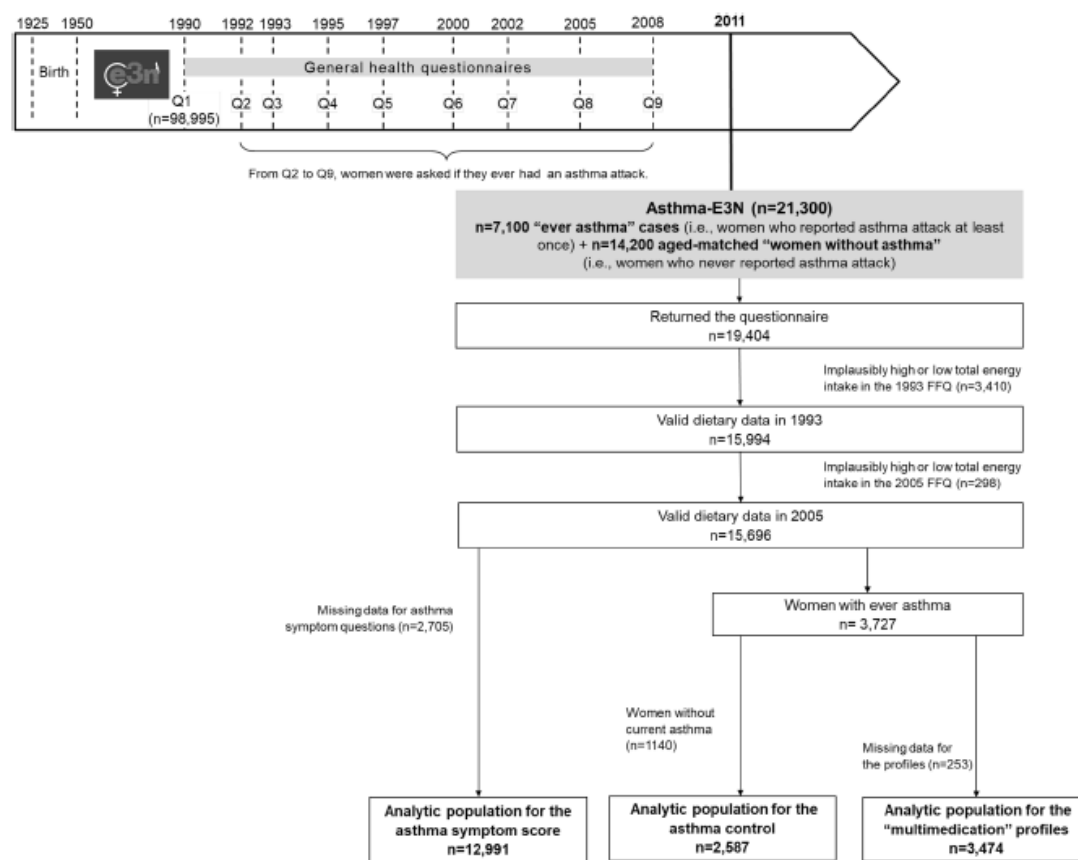 1925 1950 1990 1992 1993 1995 1997 2000 2002 2005 2008 2011
Birth
e3n
General health questionnaires
Q1 Q2 Q3 Q4 Q5 Q6 Q7 Q8 Q9
(n=98,995)
From Q2 to Q9, women were asked if they ever had an asthma attack.
Asthma-E3N (n=21,300)
n=7,100 “ever asthma” cases (i.e., women who reported asthma attack at least
once) + n=14,200 aged-matched “women without asthma”
(i.e., women who never reported asthma attack)
Returned the questionnaire
n=19,404
Implausibly high or low total energy
intake in the 1993 FFQ (n=3,410)
Valid dietary data in 1993
n=15,994
Implausibly high or low total energy
intake in the 2005 FFQ (n=298)
Valid dietary data in 2005
n=15,696
Missing data for asthma
symptom questions (n=2,705)
Women with ever asthma
n= 3,727
Women without
current asthma
(n=1140)
Missing data for
the profiles (n=253)
Analytic population for the
asthma symptom score
n=12,991
Analytic population for the
asthma control
n=2,587
Analytic population for the
“multimedication” profiles
n=3,474